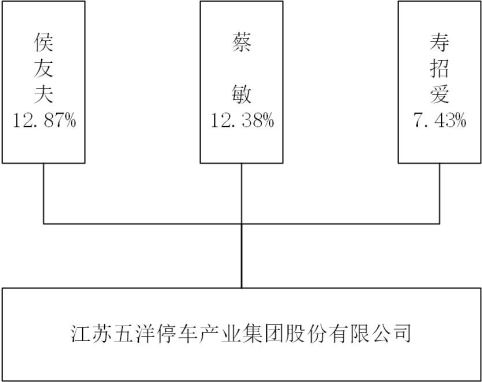 侯友夫
12.87%
蔡敏
12.38%
寿招爱
7.43%
江苏五洋停车产业集团股份有限公司